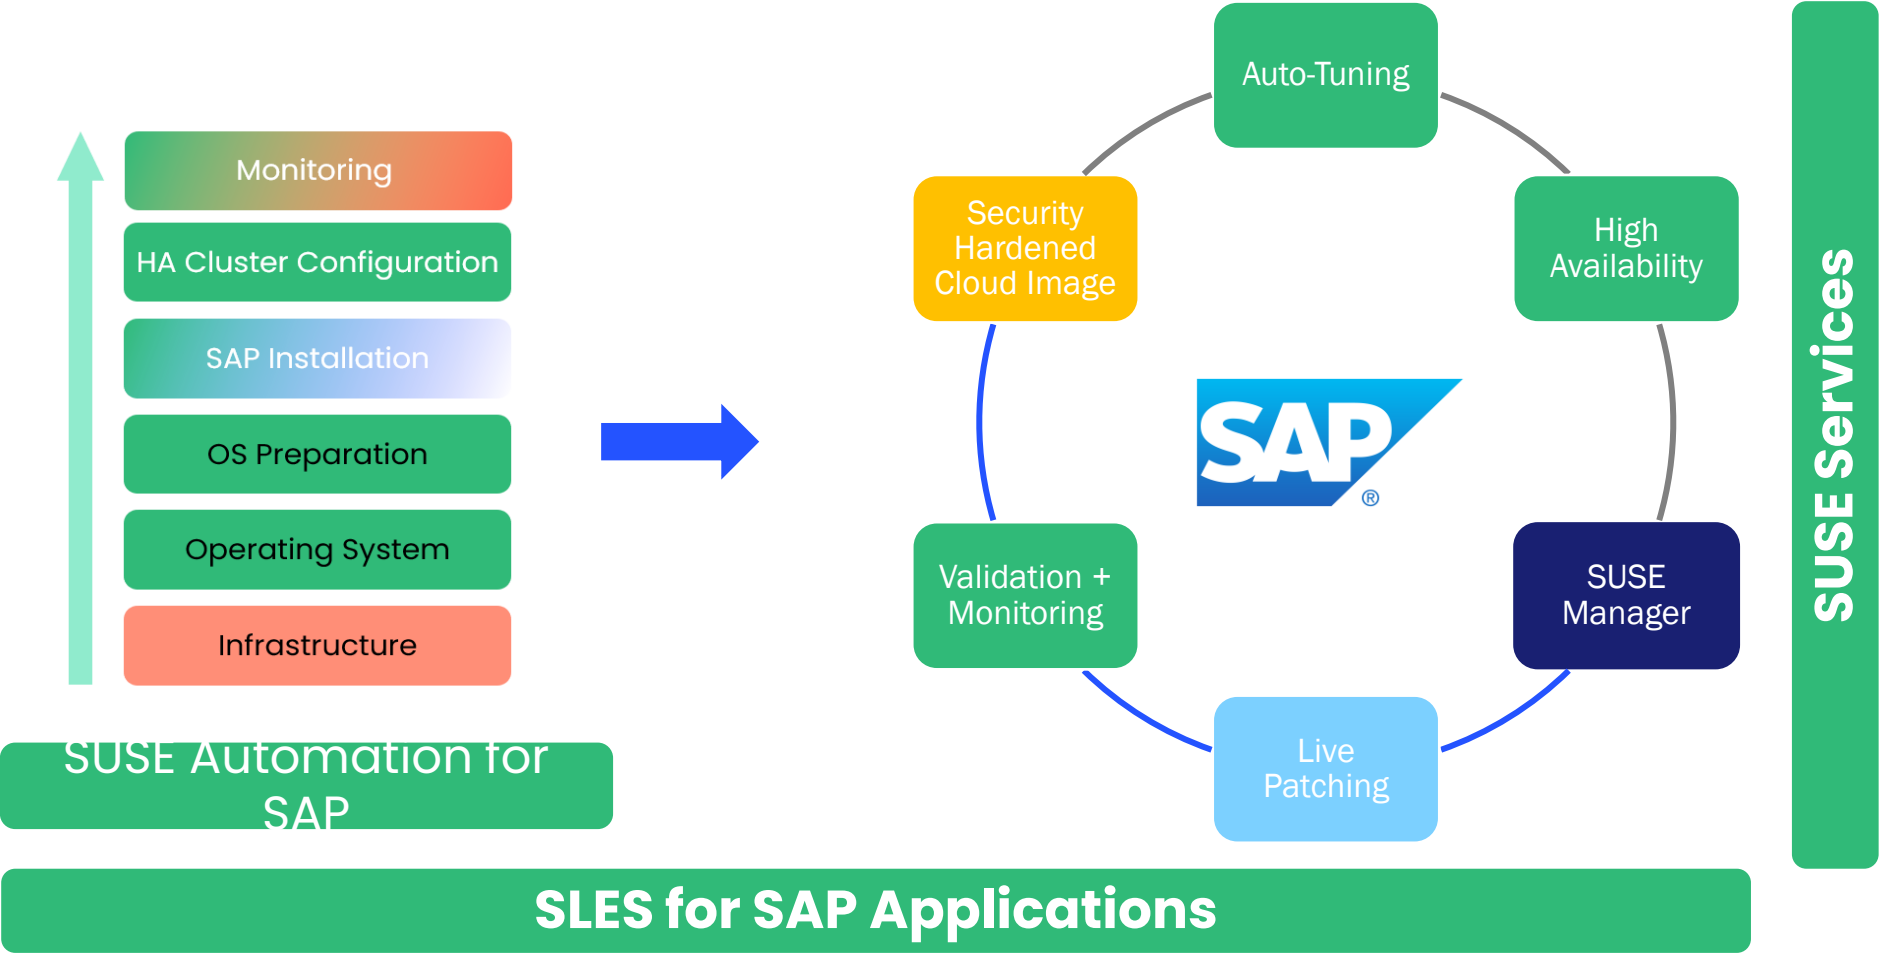 Monitoring
HA Cluster Configuration
SAP Installation
OS Preparation
Operating System
Infrastructure
SUSE Automation for
SAP
Auto-Tuning
Security
Hardened
Cloud Image
High
Availability
SAP
®
Validation +
Monitoring
SUSE
Manager
Live
Patching
SUSE Services
SLES for SAP Applications